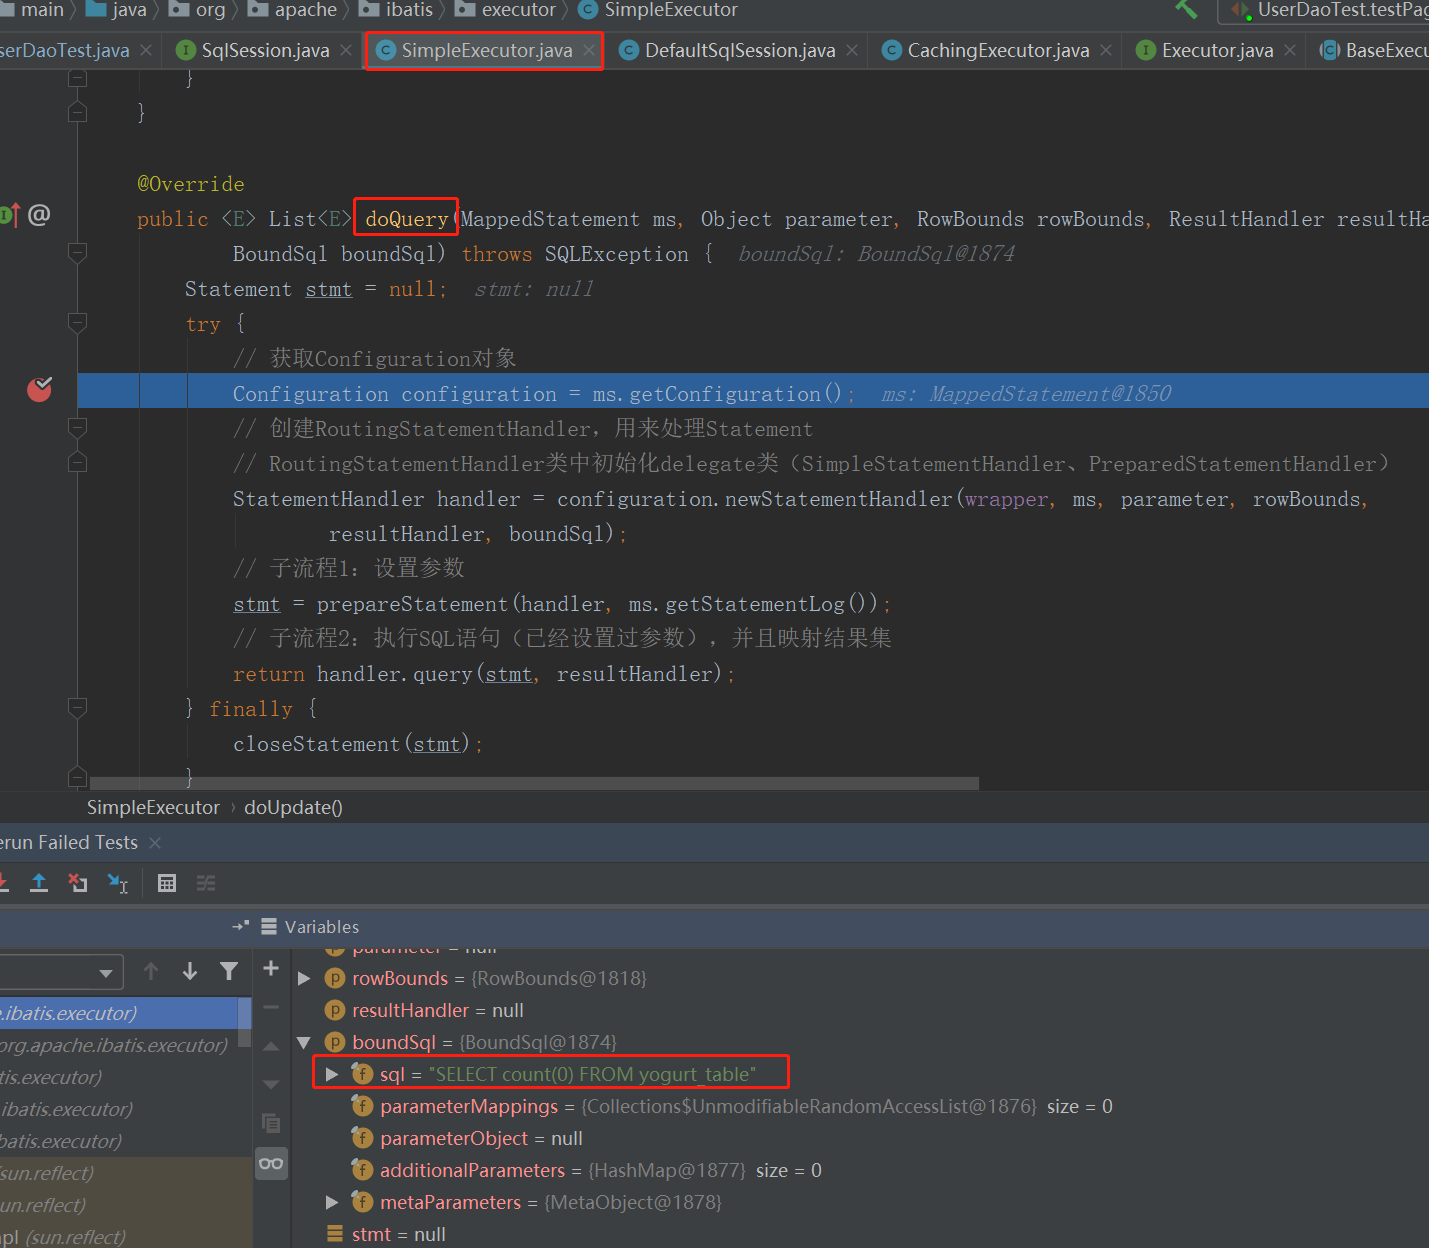 main java org apache ibatis executor SimpleExecutor UserDaoTest.testPag
serDaoTest.java SqlSession.java SimpleExecutor.java DefaultSqlSession.java CachingExecutor.java Executor.java BaseExecu
}
}
@Override
public <E> List<E> doQuery(MappedStatement ms, Object parameter, RowBounds rowBounds, ResultHandler resultHa
BoundSql boundSql) throws SQLException { boundSql: BoundSql@1874
Statement stmt = null; stmt: null
try {
// 获取Configuration对象
Configuration configuration = ms.getConfiguration(); ms: MappedStatement@1850
// 创建RoutingStatementHandler，用来处理Statement
// RoutingStatementHandler类中初始化delegate类（SimpleStatementHandler、PreparedStatementHandler）
StatementHandler handler = configuration.newStatementHandler(wrapper, ms, parameter, rowBounds,
resultHandler, boundSql);
// 子流程1：设置参数
stmt = prepareStatement(handler, ms.getStatementLog());
// 子流程2：执行SQL语句（已经设置过参数），并且映射结果集
return handler.query(stmt, resultHandler);
} finally {
closeStatement(stmt);
}
SimpleExecutor › doUpdate()
erun Failed Tests
Variables
parameter = null
rowBounds = {RowBounds@1818}
resultHandler = null
boundSql = {BoundSql@1874}
sql = "SELECT count(0) FROM yogurt_table"
parameterMappings = {Collections$UnmodifiableRandomAccessList@1876} size = 0
parameterObject = null
additionalParameters = {HashMap@1877} size = 0
metaParameters = {MetaObject@1878}
stmt = null
.ibatis.executor)
org.apache.ibatis.executor)
tis.executor)
.ibatis.executor)
batis.executor)
(sun.reflect)
un.reflect)
pl (sun.reflect)